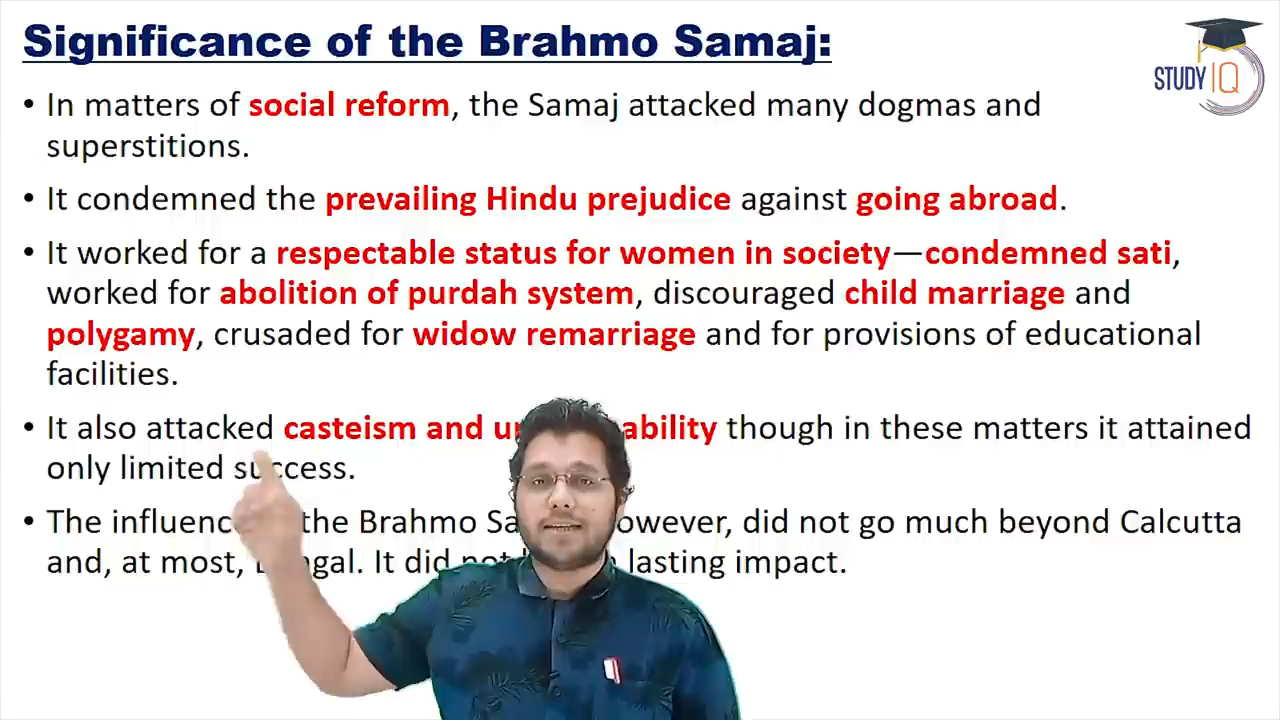 Significance of the Brahmo Samaj:
STUDY IQ
• In matters of social reform, the Samaj attacked many dogmas and
superstitions.
• It condemned the prevailing Hindu prejudice against going abroad.
• It worked for a respectable status for women in society—condemned sati,
worked for abolition of purdah system, discouraged child marriage and
polygamy, crusaded for widow remarriage and for provisions of educational
facilities.
• It also attacked casteism and though in these matters it attained
only limited success.
• The the Brahmo however, did not go much beyond Calcutta
and, at most, It did not lasting impact.